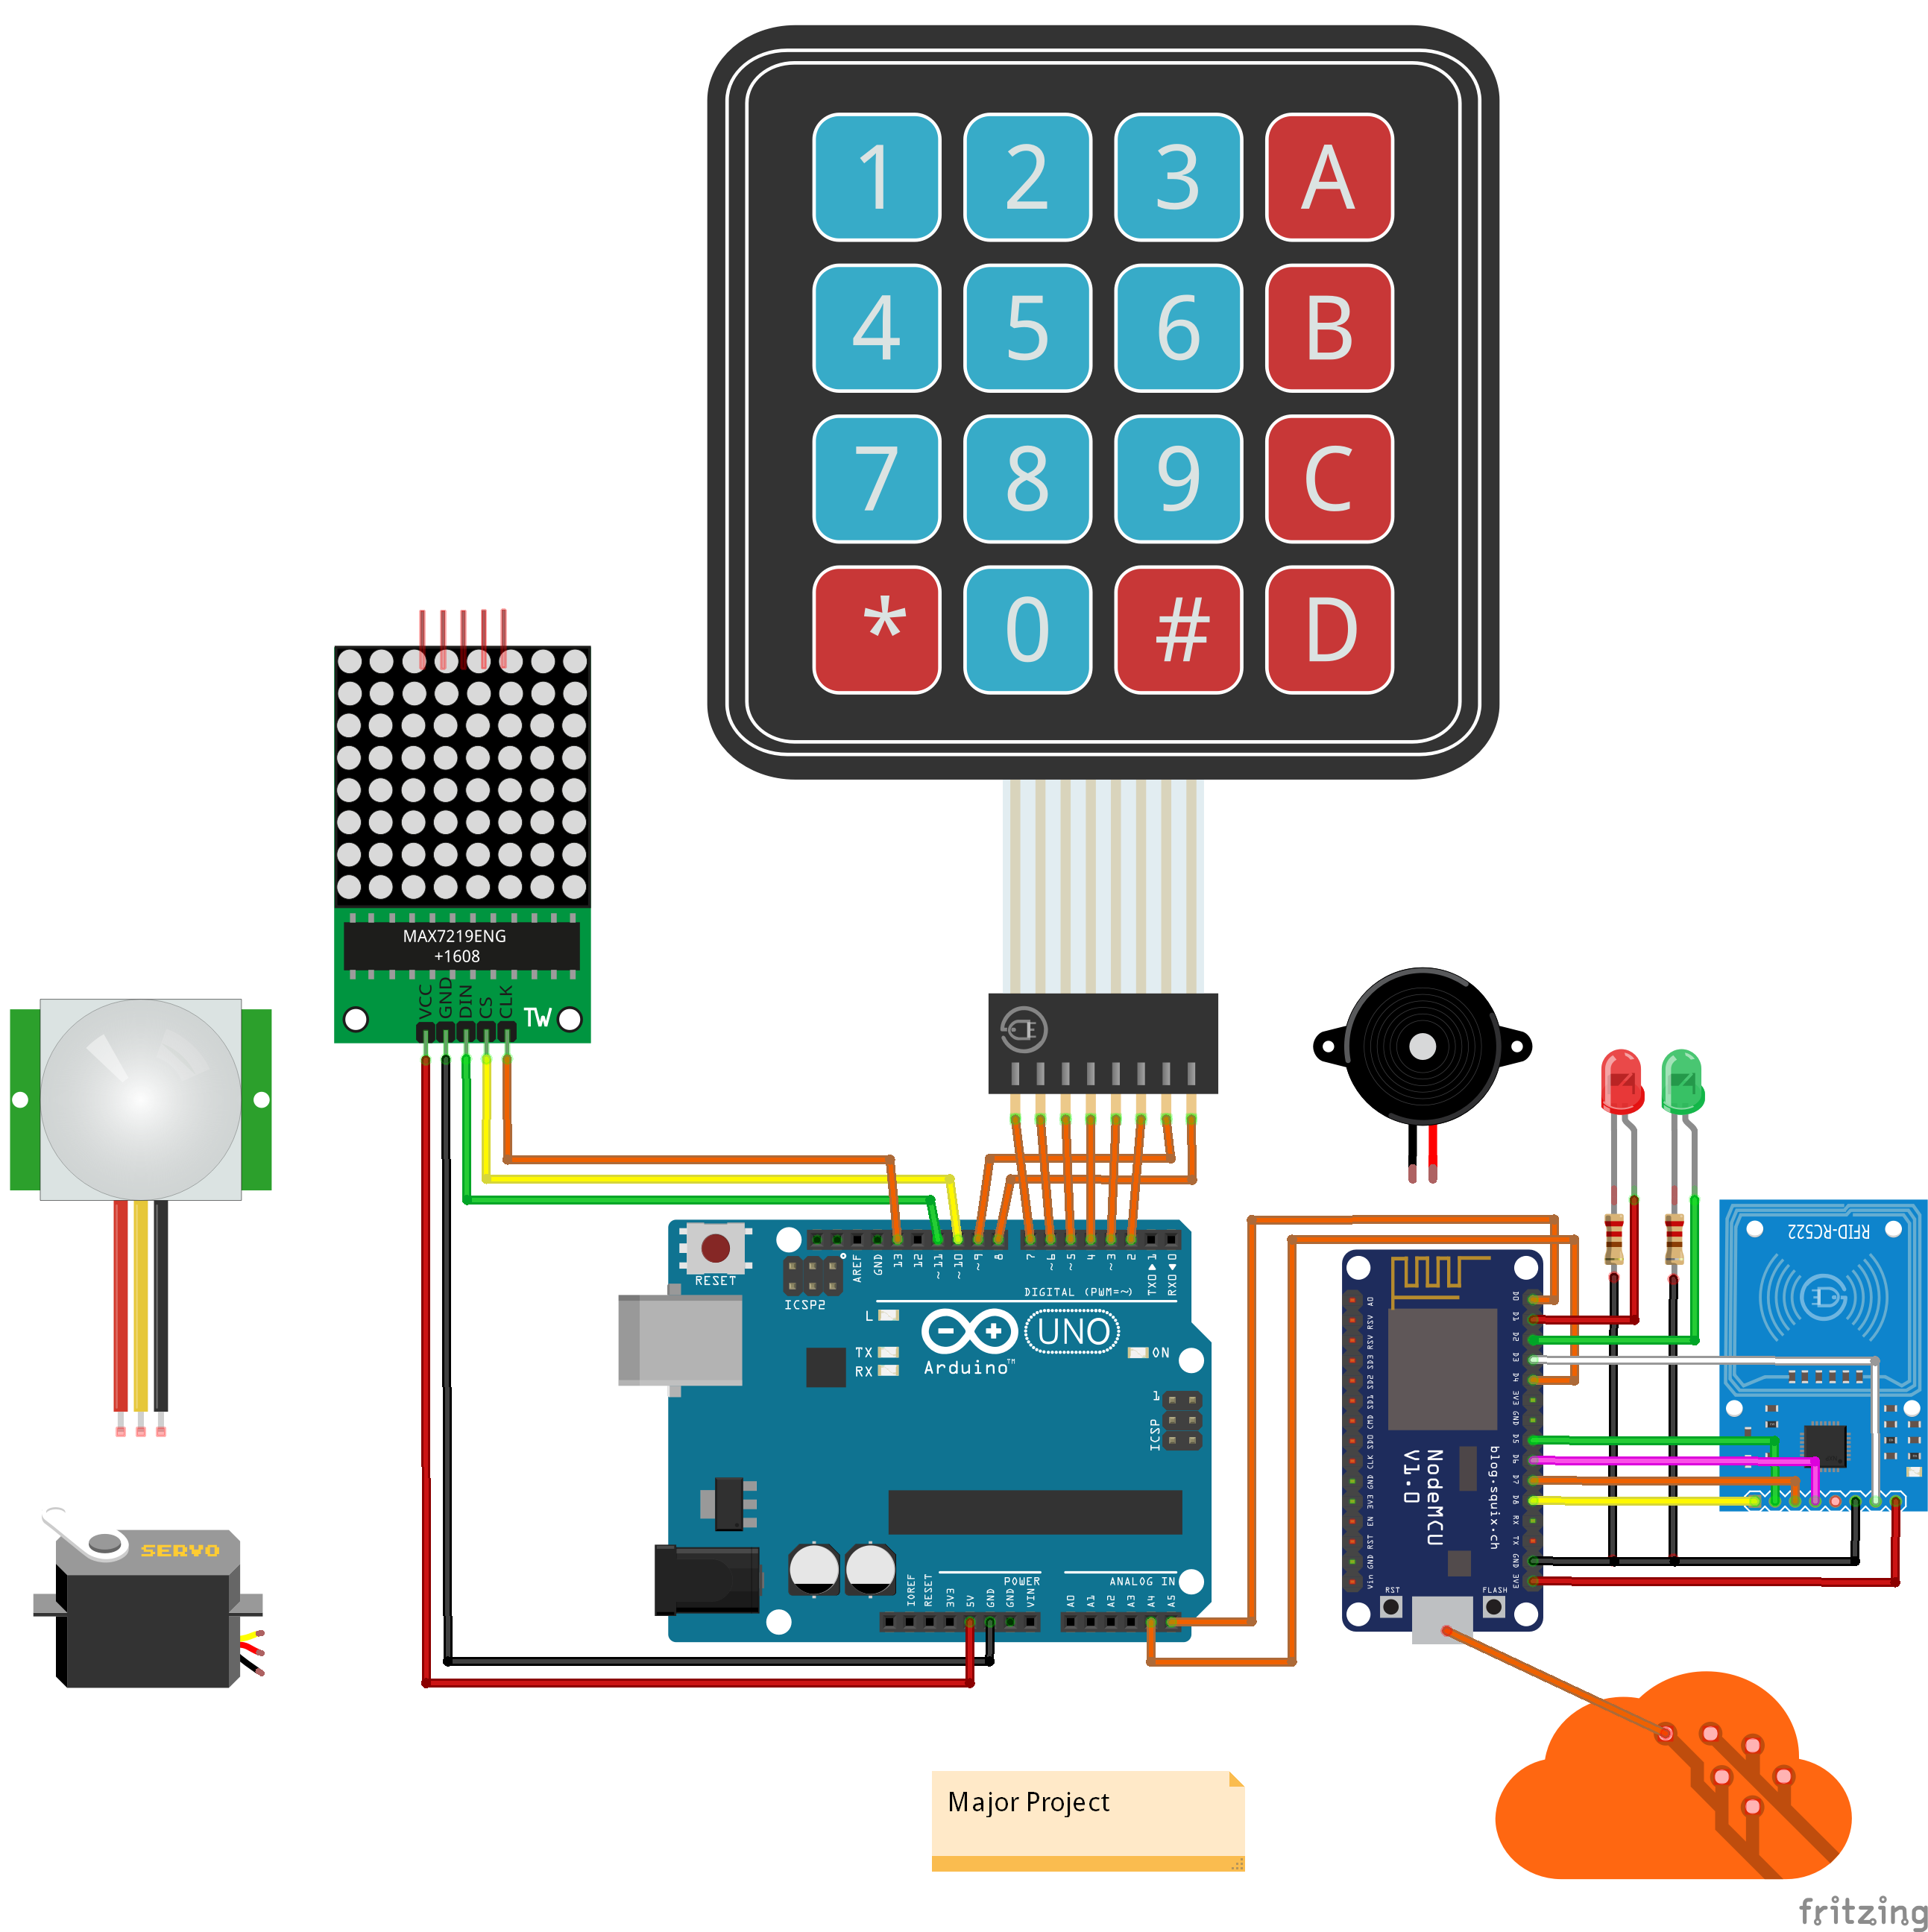 1 2 3 A
4 5 6 B
7 8 9 C
* 0 # D
MAX7219ENG
+1608
VCC
GND
DIN
CS
CLK
TW
SERVO
RESET
ICSP2
AREF
GND
13
12
~11
~10
~9
8
7
~6
~5
4
~3
2
TX0▶1
RX0◀0
DIGITAL (PWM=~)
L
TX
RX
Arduino™
UNO
ON
1
ICSP
POWER
ANALOG IN
IOREF
RESET
3V3
5V
GND
GND
VIN
A0
A1
A2
A3
A4
A5
A0
RSV
RSV
SD3
SD2
SD1
CMD
SD0
CLK
GND
3V3
EN
RST
GND
Vin
D0
D1
D2
D3
D4
3V3
GND
D5
D6
D7
D8
RX
TX
GND
3V3
NodeMCU
V1.0
blog.squix.ch
RST
FLASH
RFID-RC522
Major Project
fritzing